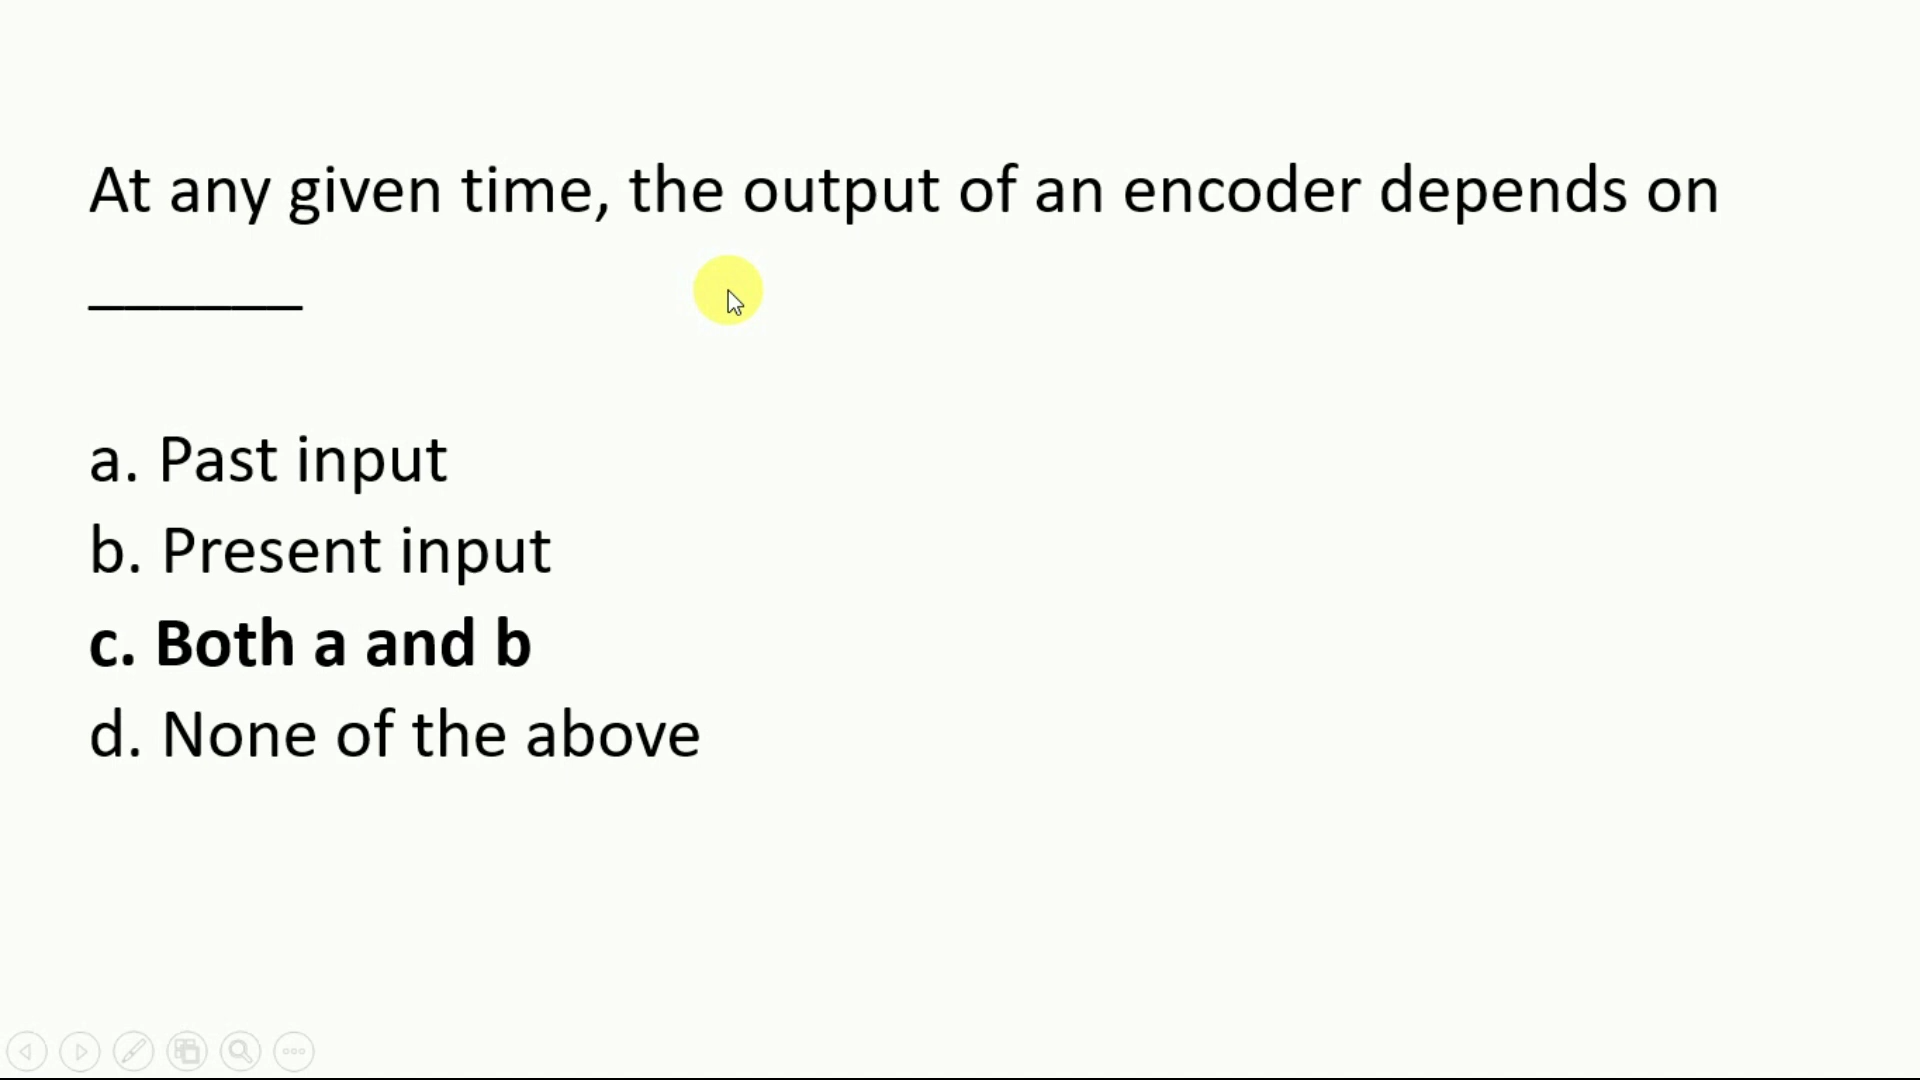 At any given time, the output of an encoder depends on
______
a. Past input
b. Present input
c. Both a and b
d. None of the above